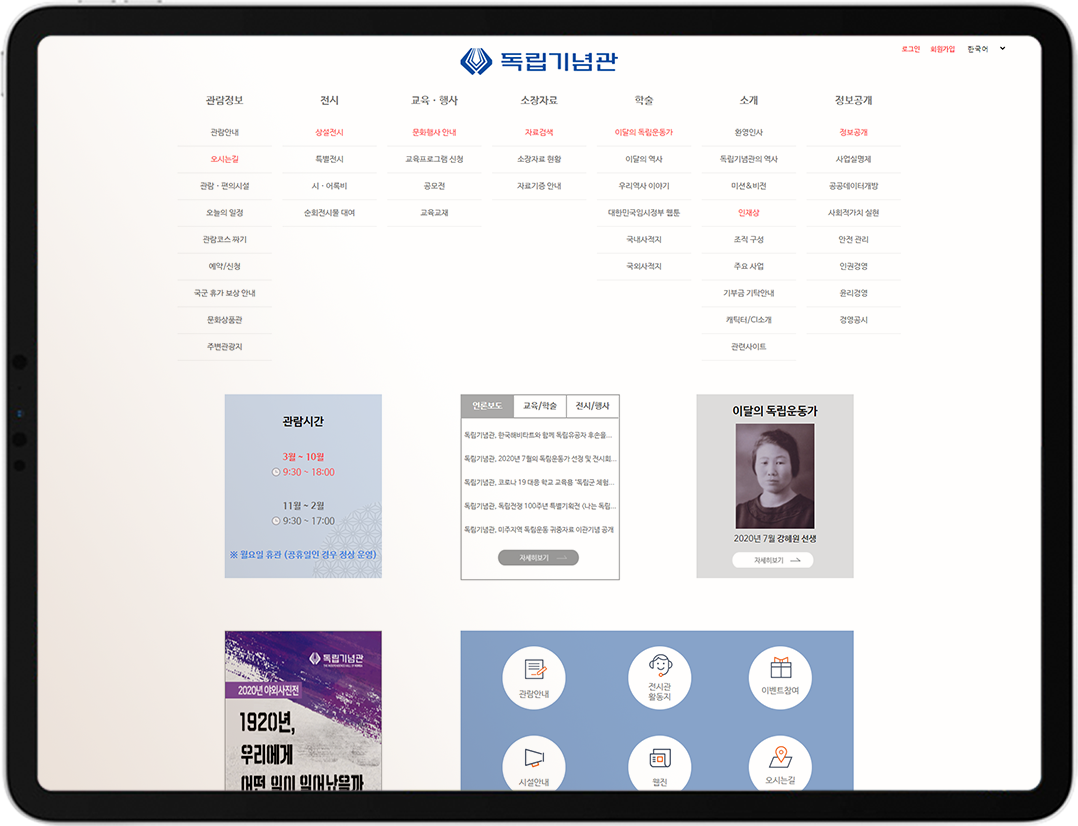 독립기념관
로그인 회원가입 한국어
관람정보 전시 교육・행사 소장자료 학술 소개 정보공개
관람안내 상설전시 문화행사 안내 자료검색 이달의 독립운동가 환영인사 정보공개
오시는길 특별전시 교육프로그램 신청 소장자료 현황 이달의 역사 독립기념관의 역사 사업실명제
관람・편의시설 시・어록비 공모전 자료기증 안내 우리역사 이야기 미션&비전 공공데이터개방
오늘의 일정 순회전시물 대여 교육교재 대한민국임시정부 웹툰 인재상 사회적가치 실현
관람코스 짜기 국내사적지 조직 구성 안전 관리
예약/신청 국외사적지 주요 사업 인권경영
국군 휴가 보상 안내 기부금 기탁안내 윤리경영
문화상품관 캐릭터/CI소개 경영공시
주변관광지 관련사이트
관람시간
3월 ~ 10월
9:30 ~ 18:00
11월 ~ 2월
9:30 ~ 17:00
※ 월요일 휴관 (공휴일인 경우 정상 운영)
언론보도 교육/학술 전시/행사
독립기념관, 한국해비타트와 함께 독립유공자 후손을...
독립기념관, 2020년 7월의 독립운동가 선정 및 전시회...
독립기념관, 코로나 19 대응 학교 교육용 '독립군 체험...
독립기념관, 독립전쟁 100주년 특별기획전 <나는 독립...
독립기념관, 미주지역 독립운동 귀중자료 이관기념 공개
자세히보기
이달의 독립운동가
2020년 7월 강혜원 선생
자세히보기
독립기념관
THE INDEPENDENCE HALL OF KOREA
2020년 야외사진전
1920년,
우리에게
어떤 일이 일어났을까
관람안내 전시관 활동지 이벤트참여
시설안내 웹진 오시는길